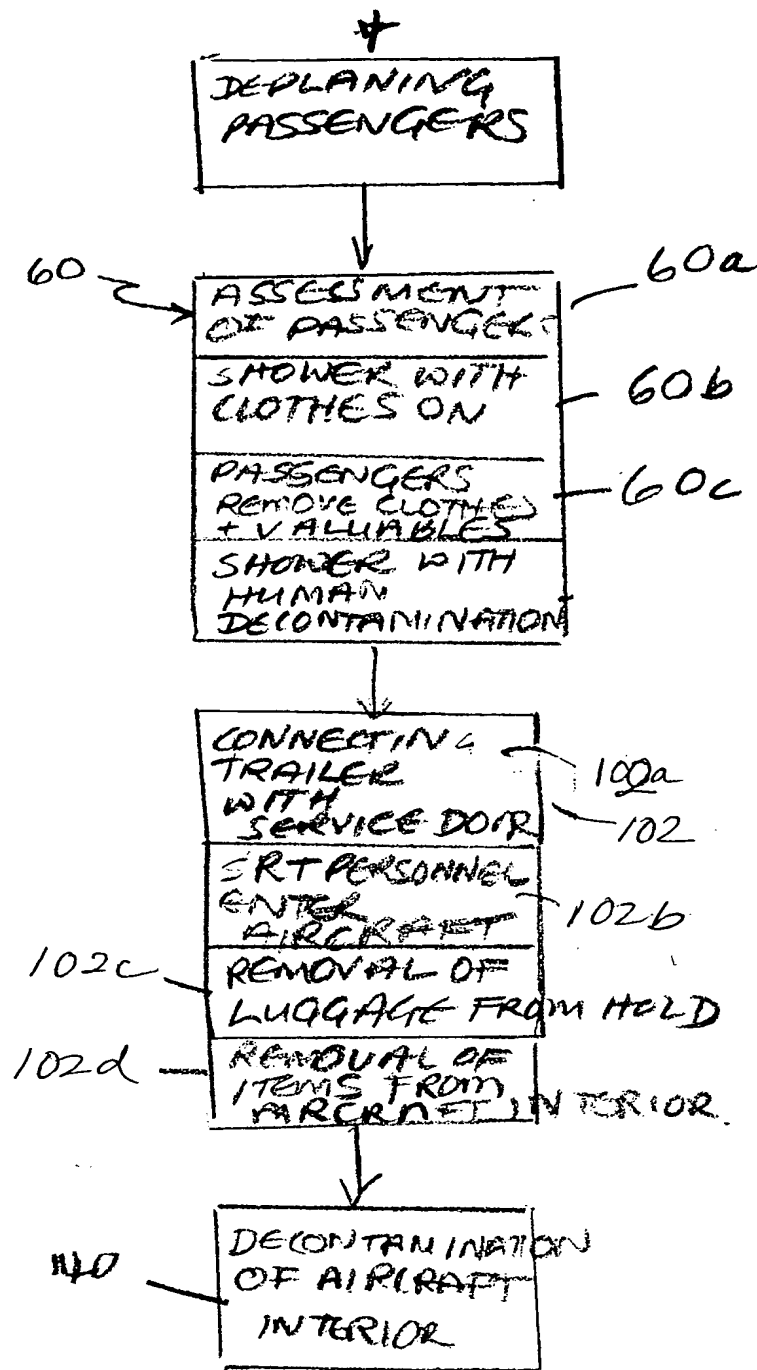 DEPLANING
PASSENGERS
60
60a
ASSESSMENT
OF PASSENGERS
SHOWER WITH
CLOTHES ON
60b
PASSENGERS
REMOVE CLOTHES
+ VALUABLES
60c
SHOWER WITH
HUMAN
DECONTAMINATION
CONNECTING
TRAILER
WITH
SERVICE DOOR
100a
102
SRT PERSONNEL
ENTER
AIRCRAFT
102b
102c
REMOVAL OF
LUGGAGE FROM HOLD
102d
REMOVAL OF
ITEMS FROM
AIRCRAFT INTERIOR.
140
DECONTAMINATION
OF AIRCRAFT
INTERIOR